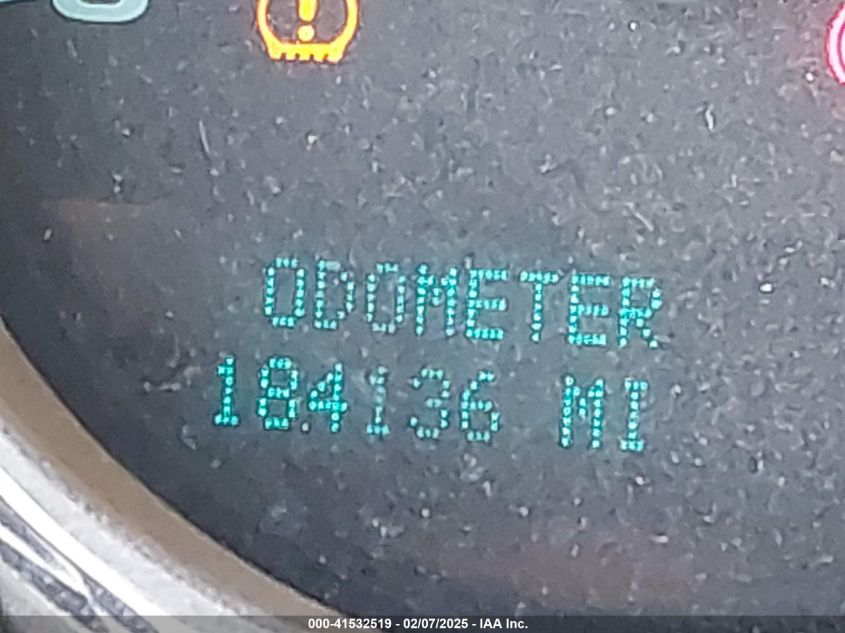 ODOMETER
184136 MI
000-41532519 - 02/07/2025 - IAA Inc.